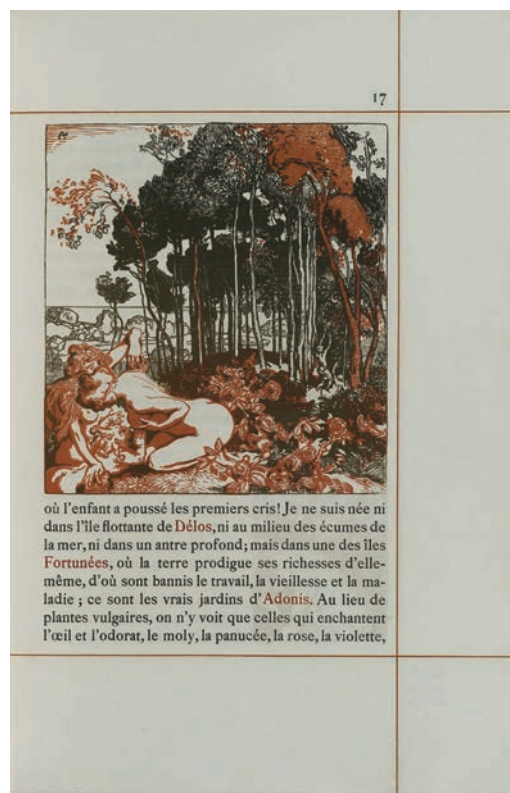 17
où l'enfant a poussé les premiers cris! Je ne suis née ni
dans l'île flottante de Délos, ni au milieu des écumes de
la mer, ni dans un antre profond; mais dans une des îles
Fortunées, où la terre prodigue ses richesses d'elle-
même, d'où sont bannis le travail, la vieillesse et la ma-
ladie ; ce sont les vrais jardins d'Adonis. Au lieu de
plantes vulgaires, on n'y voit que celles qui enchantent
l'œil et l'odorat, le moly, la panucée, la rose, la violette,